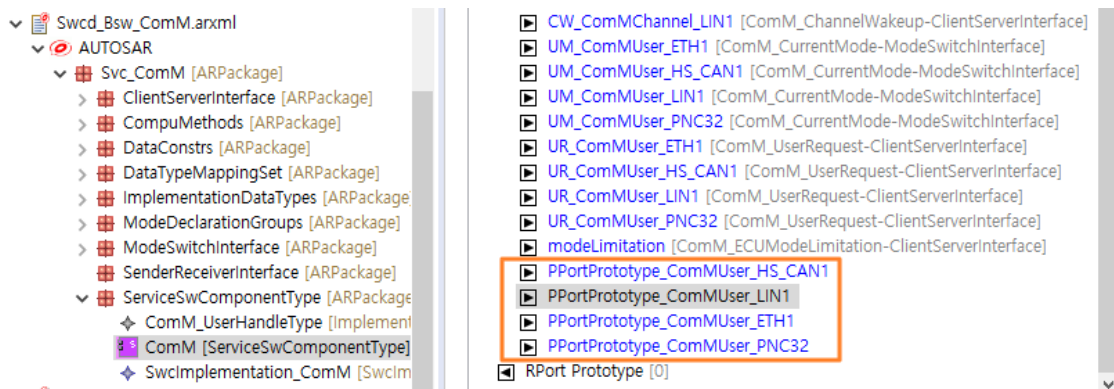 Swcd_Bsw_ComM.arxml
AUTOSAR
Svc_ComM [ARPackage]
ClientServerInterface [ARPackage]
CompuMethods [ARPackage]
DataConstrs [ARPackage]
DataTypeMappingSet [ARPackage]
ImplementationDataTypes [ARPackage
ModeDeclarationGroups [ARPackage]
ModeSwitchInterface [ARPackage]
SenderReceiverInterface [ARPackage]
ServiceSwComponentType [ARPackage
ComM_UserHandleType [Implement
ComM [ServiceSwComponentType]
SwcImplementation_ComM [SwcIm
CW_ComMChannel_LIN1 [ComM_ChannelWakeup-ClientServerInterface]
UM_ComMUser_ETH1 [ComM_CurrentMode-ModeSwitchInterface]
UM_ComMUser_HS_CAN1 [ComM_CurrentMode-ModeSwitchInterface]
UM_ComMUser_LIN1 [ComM_CurrentMode-ModeSwitchInterface]
UM_ComMUser_PNC32 [ComM_CurrentMode-ModeSwitchInterface]
UR_ComMUser_ETH1 [ComM_UserRequest-ClientServerInterface]
UR_ComMUser_HS_CAN1 [ComM_UserRequest-ClientServerInterface]
UR_ComMUser_LIN1 [ComM_UserRequest-ClientServerInterface]
UR_ComMUser_PNC32 [ComM_UserRequest-ClientServerInterface]
modeLimitation [ComM_ECUModeLimitation-ClientServerInterface]
PPortPrototype_ComMUser_HS_CAN1
PPortPrototype_ComMUser_LIN1
PPortPrototype_ComMUser_ETH1
PPortPrototype_ComMUser_PNC32
RPort Prototype [0]